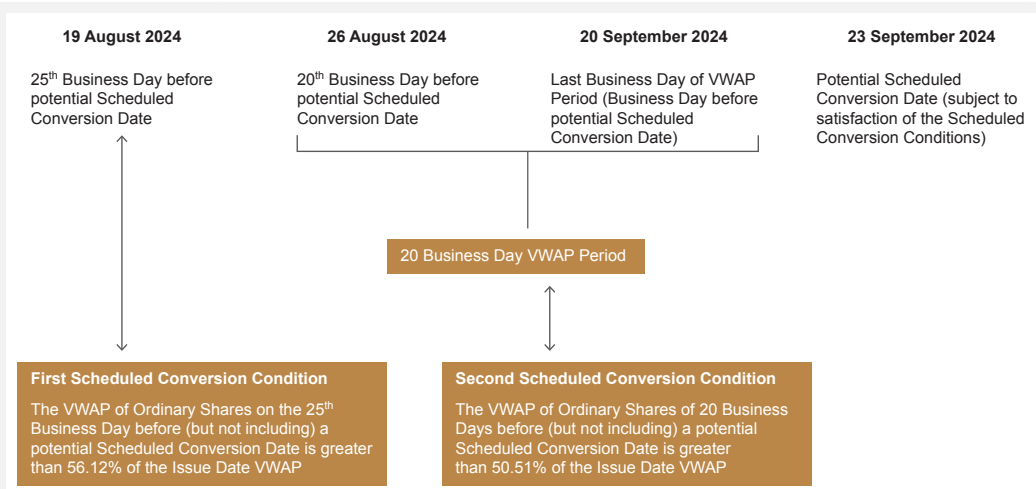 19 August 2024
25th Business Day before
potential Scheduled
Conversion Date
26 August 2024
20th Business Day before
potential Scheduled
Conversion Date
20 September 2024
Last Business Day of VWAP
Period (Business Day before
potential Scheduled
Conversion Date)
23 September 2024
Potential Scheduled
Conversion Date (subject to
satisfaction of the Scheduled
Conversion Conditions)
20 Business Day VWAP Period
First Scheduled Conversion Condition
The VWAP of Ordinary Shares on the 25th
Business Day before (but not including) a
potential Scheduled Conversion Date is greater
than 56.12% of the Issue Date VWAP
Second Scheduled Conversion Condition
The VWAP of Ordinary Shares of 20 Business
Days before (but not including) a potential
Scheduled Conversion Date is greater
than 50.51% of the Issue Date VWAP